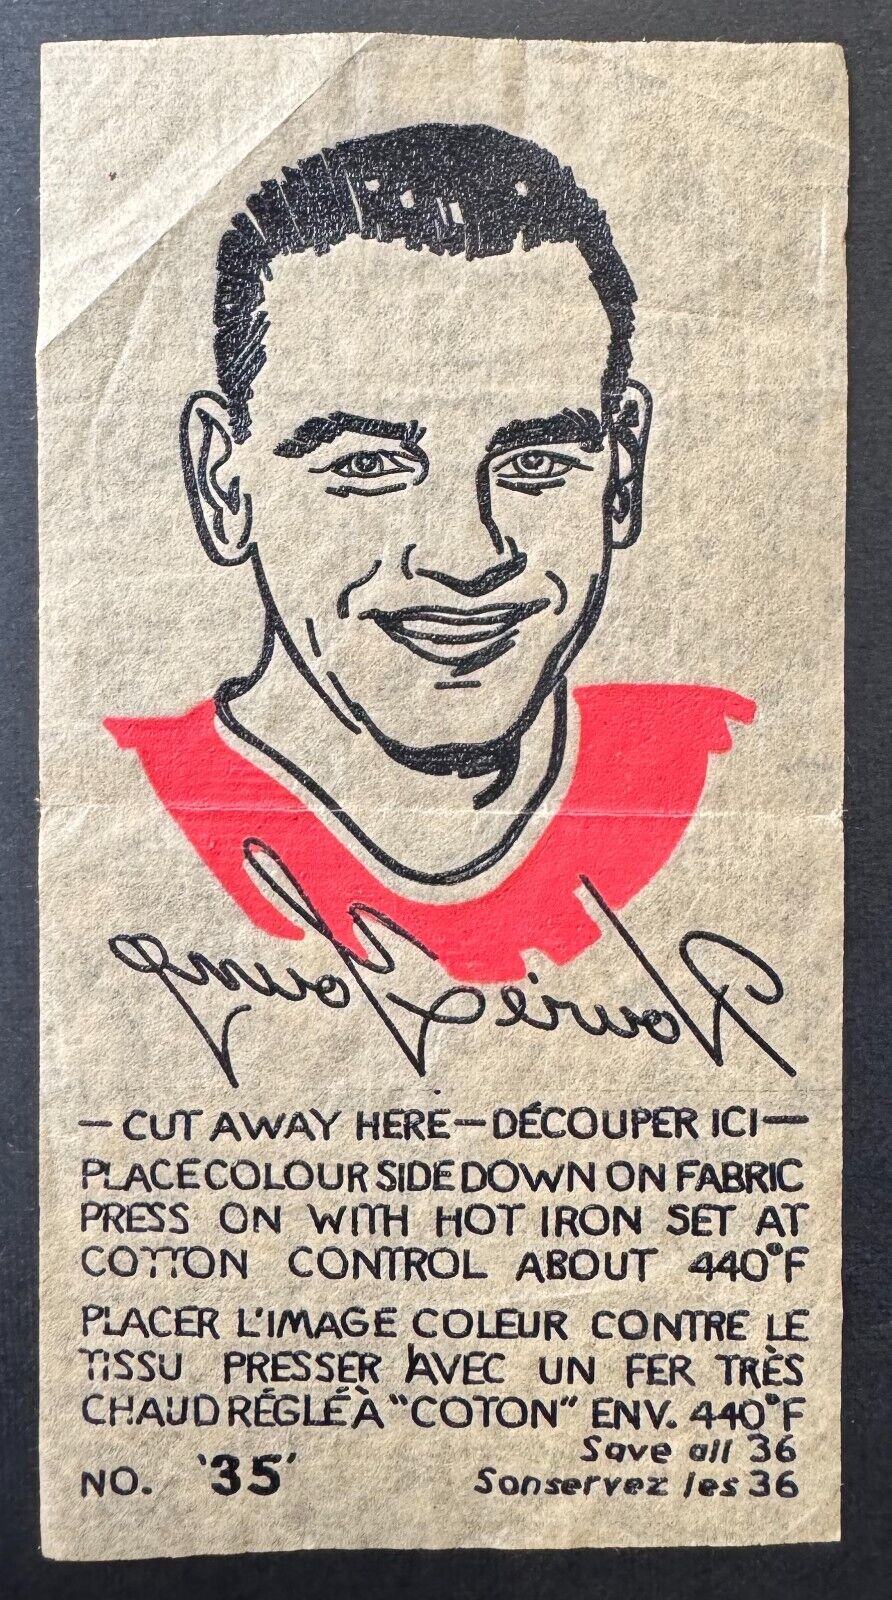 Howie Young
— CUT AWAY HERE — DÉCOUPER ICI —
PLACE COLOUR SIDE DOWN ON FABRIC
PRESS ON WITH HOT IRON SET AT
COTTON CONTROL ABOUT 440°F
PLACER L'IMAGE COLEUR CONTRE LE
TISSU PRESSER AVEC UN FER TRÈS
CHAUD RÉGLÉ À "COTON" ENV. 440°F
Save all 36
NO. '35' Sonservez les 36